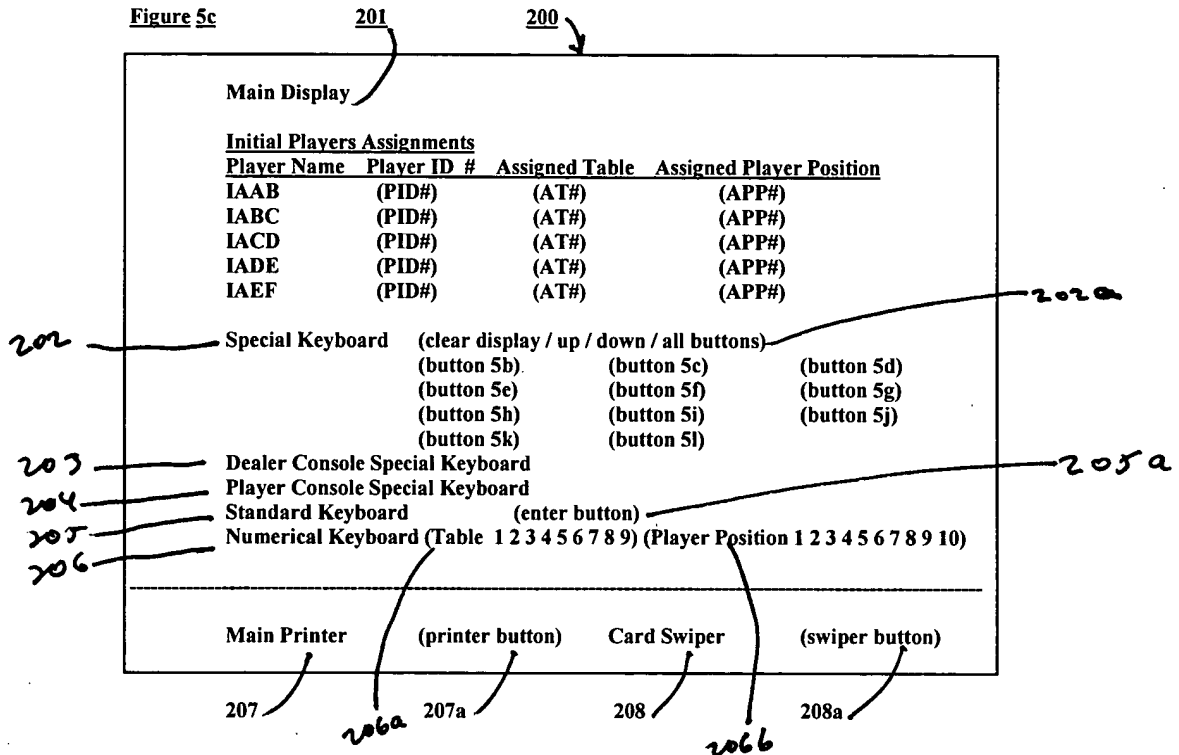 Figure 5c 201 200
Main Display
Initial Players Assignments
Player Name Player ID # Assigned Table Assigned Player Position
IAAB (PID#) (AT#) (APP#)
IABC (PID#) (AT#) (APP#)
IACD (PID#) (AT#) (APP#)
IADE (PID#) (AT#) (APP#)
IAEF (PID#) (AT#) (APP#)
202a
202 Special Keyboard (clear display / up / down / all buttons)
(button 5b) (button 5c) (button 5d)
(button 5e) (button 5f) (button 5g)
(button 5h) (button 5i) (button 5j)
(button 5k) (button 5l)
203 Dealer Console Special Keyboard 205a
204 Player Console Special Keyboard
205 Standard Keyboard (enter button)
206 Numerical Keyboard (Table 1 2 3 4 5 6 7 8 9) (Player Position 1 2 3 4 5 6 7 8 9 10)
Main Printer (printer button) Card Swiper (swiper button)
207 206a 207a 208 206b 208a